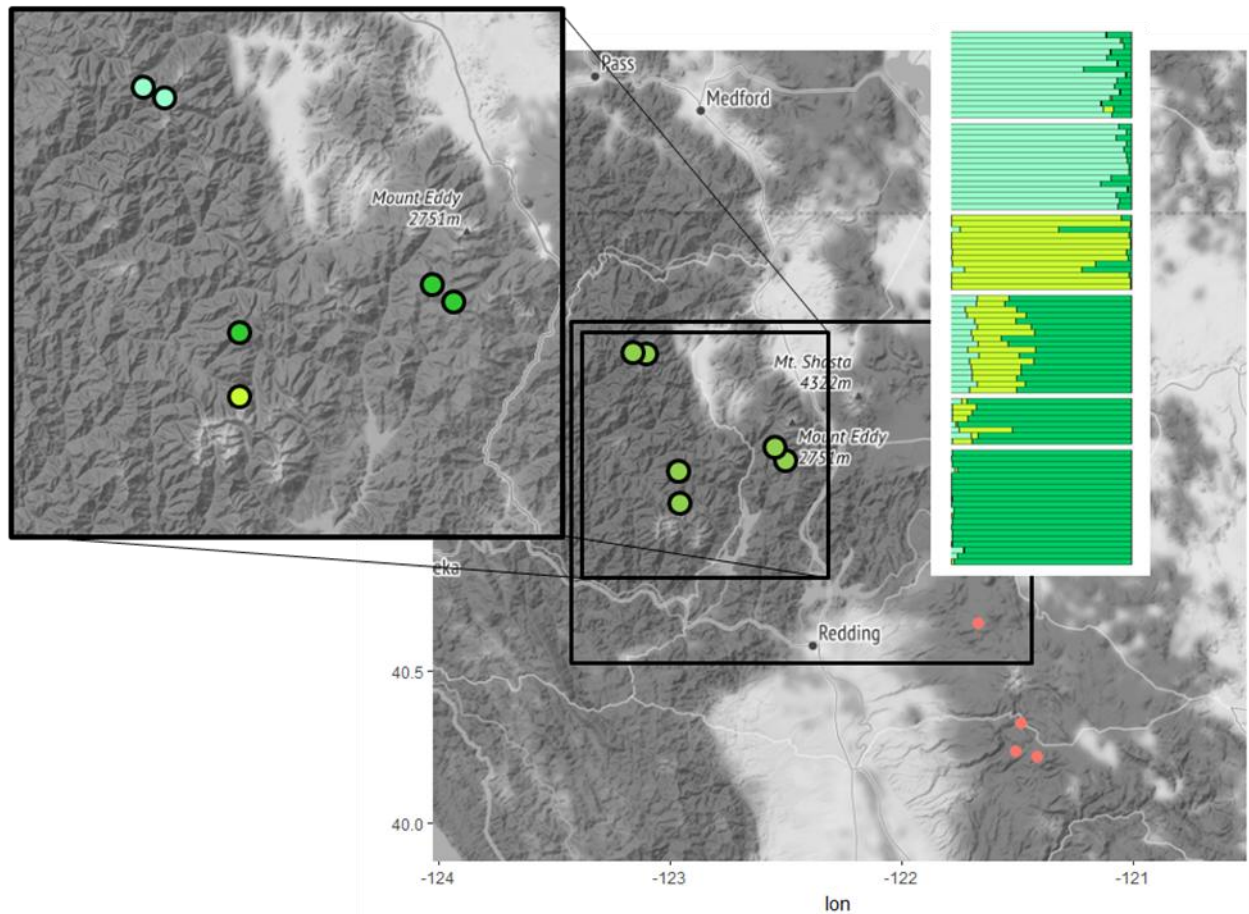 Pass
Medford
Mount Eddy
2751m
Mt. Shasta
4322m
Mount Eddy
2751m
eka
Redding
40.5
40.0
-124
-123
-122
-121
lon